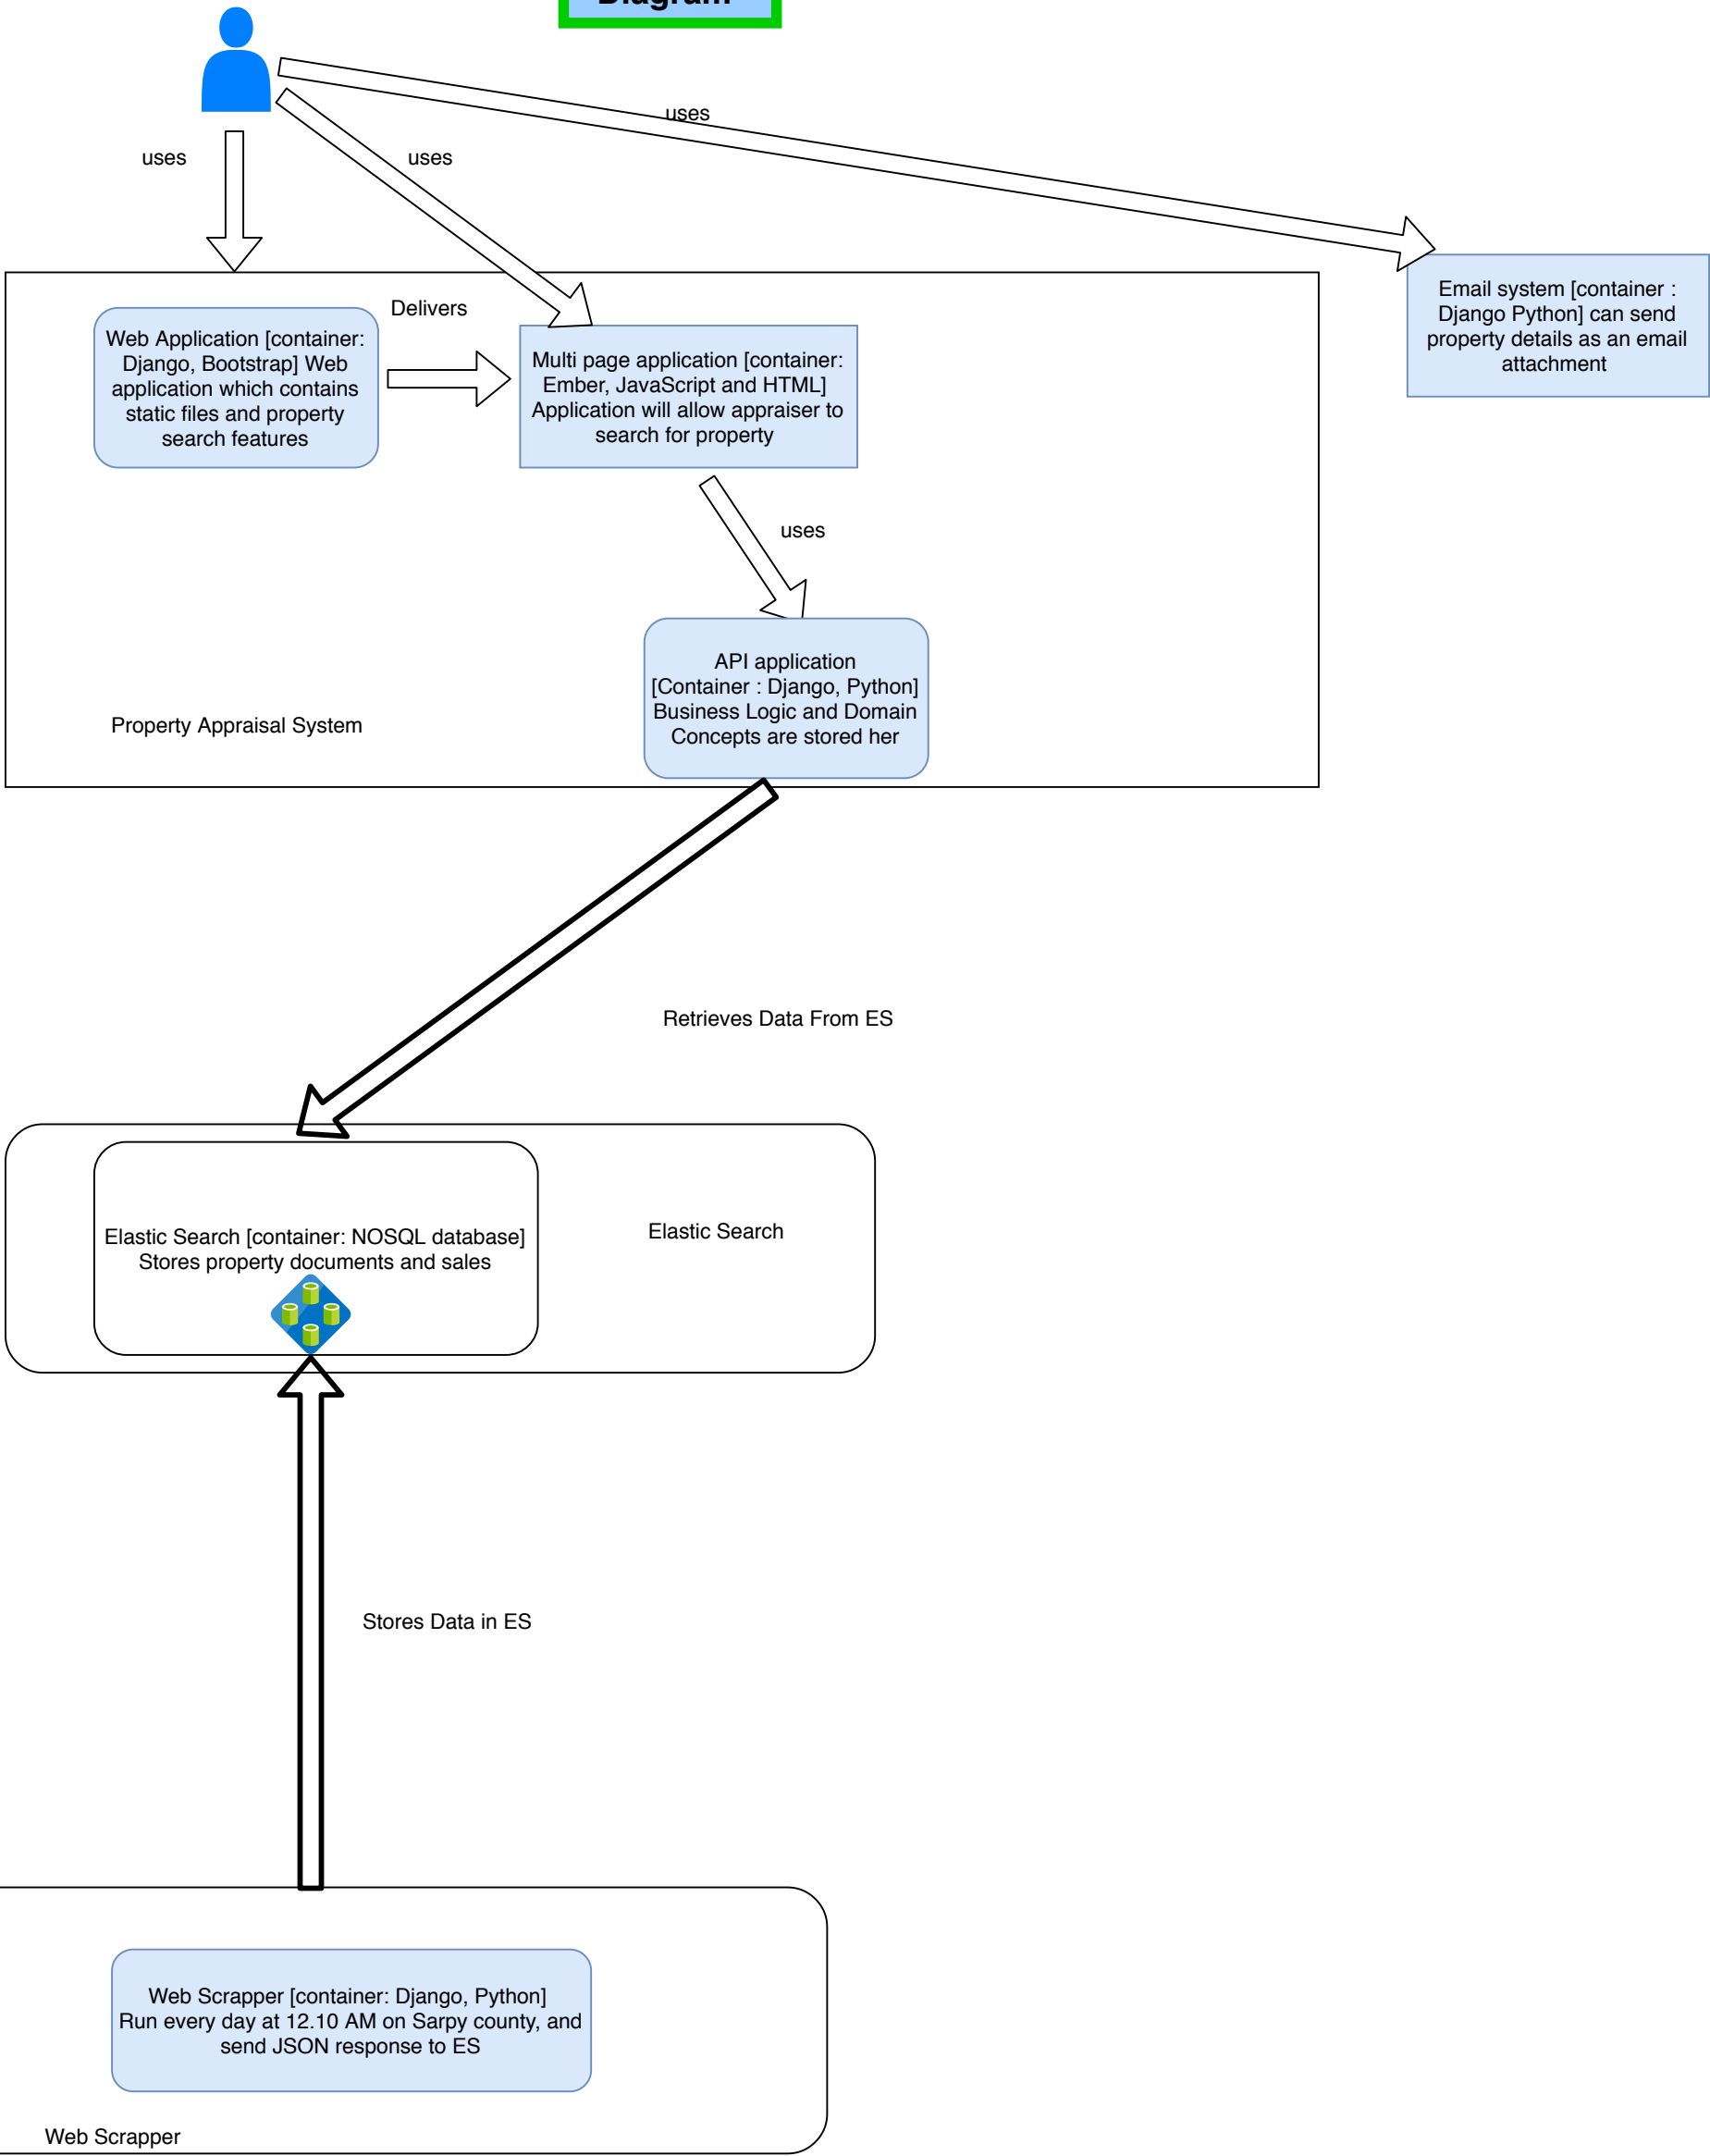 Diagram
uses
uses
uses
Delivers
Email system [container :
Django Python] can send
property details as an email
attachment
Web Application [container:
Django, Bootstrap] Web
application which contains
static files and property
search features
Multi page application [container:
Ember, JavaScript and HTML]
Application will allow appraiser to
search for property
uses
API application
[Container : Django, Python]
Business Logic and Domain
Concepts are stored her
Property Appraisal System
Retrieves Data From ES
Elastic Search [container: NOSQL database]
Stores property documents and sales
Elastic Search
Stores Data in ES
Web Scrapper [container: Django, Python]
Run every day at 12.10 AM on Sarpy county, and
send JSON response to ES
Web Scrapper